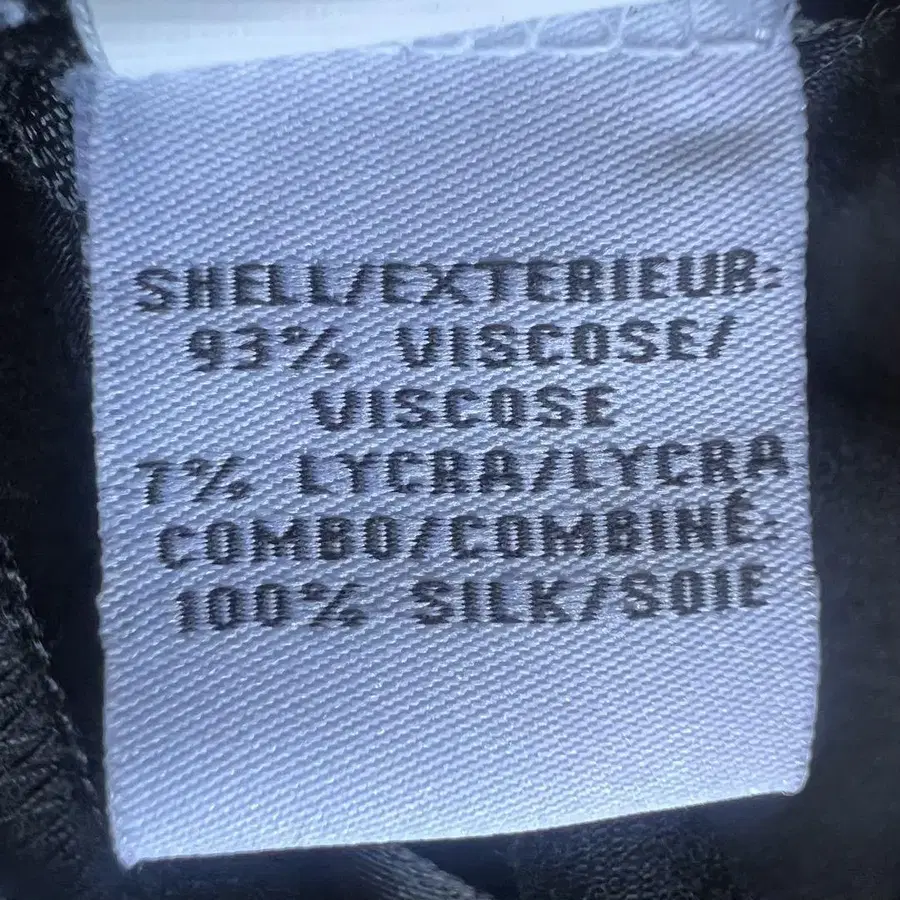 SHELL/EXTERIEUR:
93% VISCOSE/
VISCOSE
7% LYCRA/LYCRA
COMBO/COMBINÉ:
100% SILK/SOIE